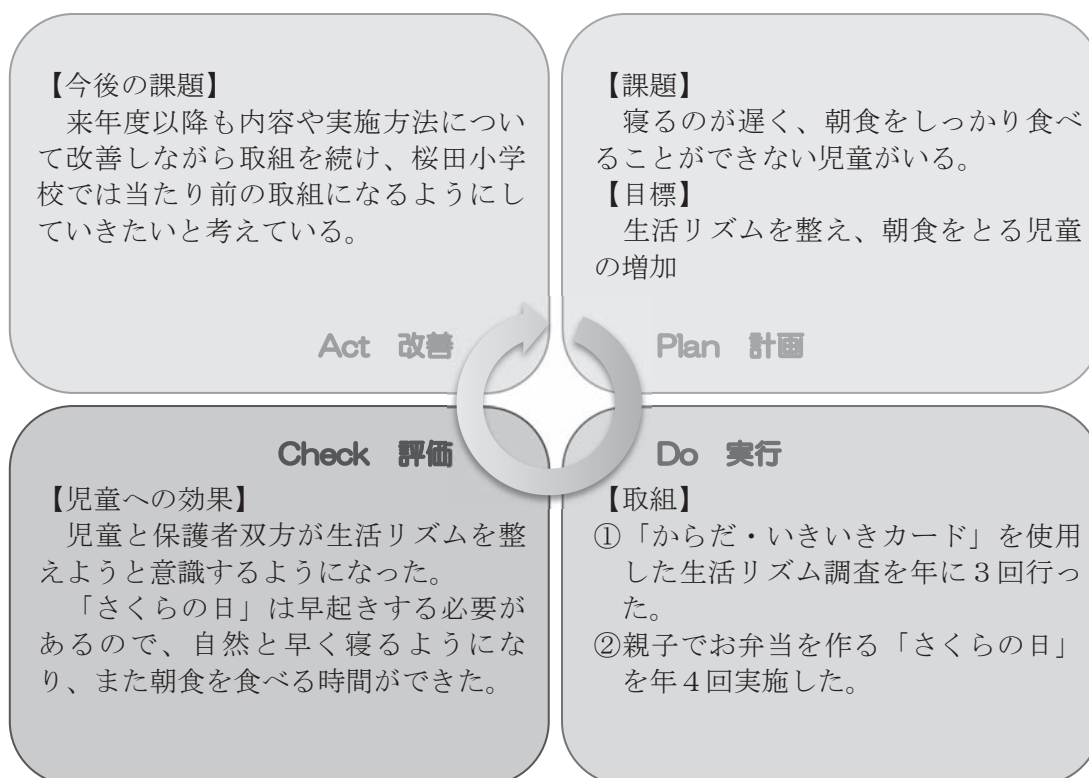 【今後の課題】
　来年度以降も内容や実施方法につい
て改善しながら取組を続け、桜田小学
校では当たり前の取組になるようにし
ていきたいと考えている。
Act　改善
【課題】
　寝るのが遅く、朝食をしっかり食べ
ることができない児童がいる。
【目標】
　生活リズムを整え、朝食をとる児童
の増加
Plan　計画
Check　評価
【児童への効果】
　児童と保護者双方が生活リズムを整
えようと意識するようになった。
　「さくらの日」は早起きする必要が
あるので、自然と早く寝るようにな
り、また朝食を食べる時間ができた。
Do　実行
【取組】
①「からだ・いきいきカード」を使用
した生活リズム調査を年に３回行っ
た。
②親子でお弁当を作る「さくらの日」
を年４回実施した。